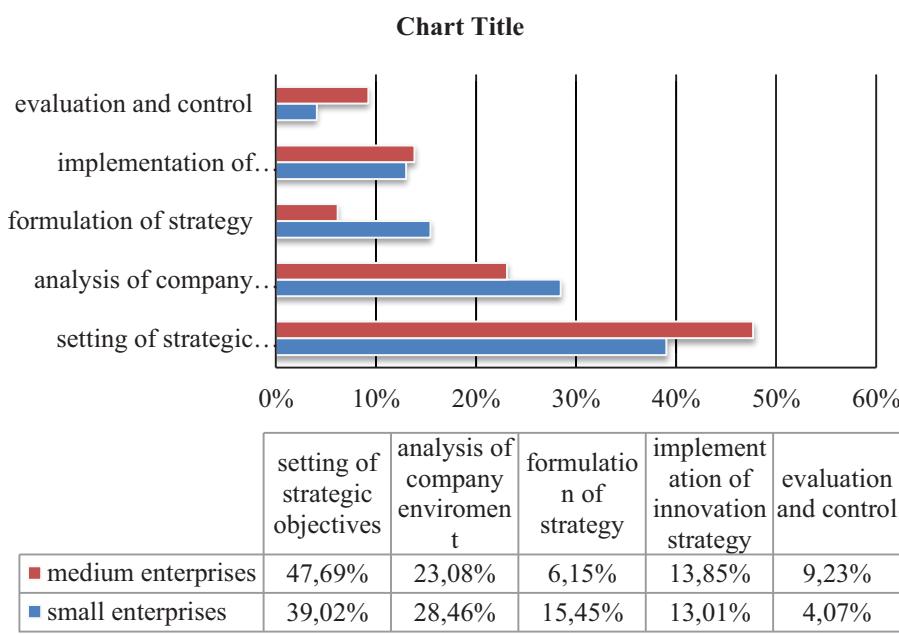 Chart Title
evaluation and control
implementation of…
formulation of strategy
analysis of company…
setting of strategic…
0% 10% 20% 30% 40% 50% 60%
setting of strategic objectives
analysis of company enviromen t
formulatio n of strategy
implement ation of innovation strategy
evaluation and control
medium enterprises 47,69% 23,08% 6,15% 13,85% 9,23%
small enterprises 39,02% 28,46% 15,45% 13,01% 4,07%